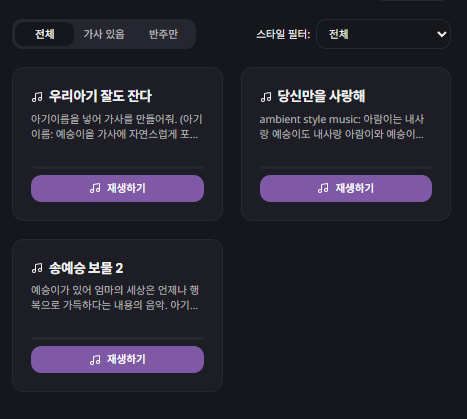 전체 가사 있음 반주만 스타일 필터: 전체
우리아기 잘도 잔다
아기이름을 넣어 가사를 만들어줘. (아기
이름: 예승이을 가사에 자연스럽게 포...
재생하기
당신만을 사랑해
ambient style music: 아람이는 내사
랑 예승이도 내사랑 아람이와 예승이...
재생하기
송예승 보물 2
예승이가 있어 엄마의 세상은 언제나 행
복으로 가득하다는 내용의 음악. 아기...
재생하기